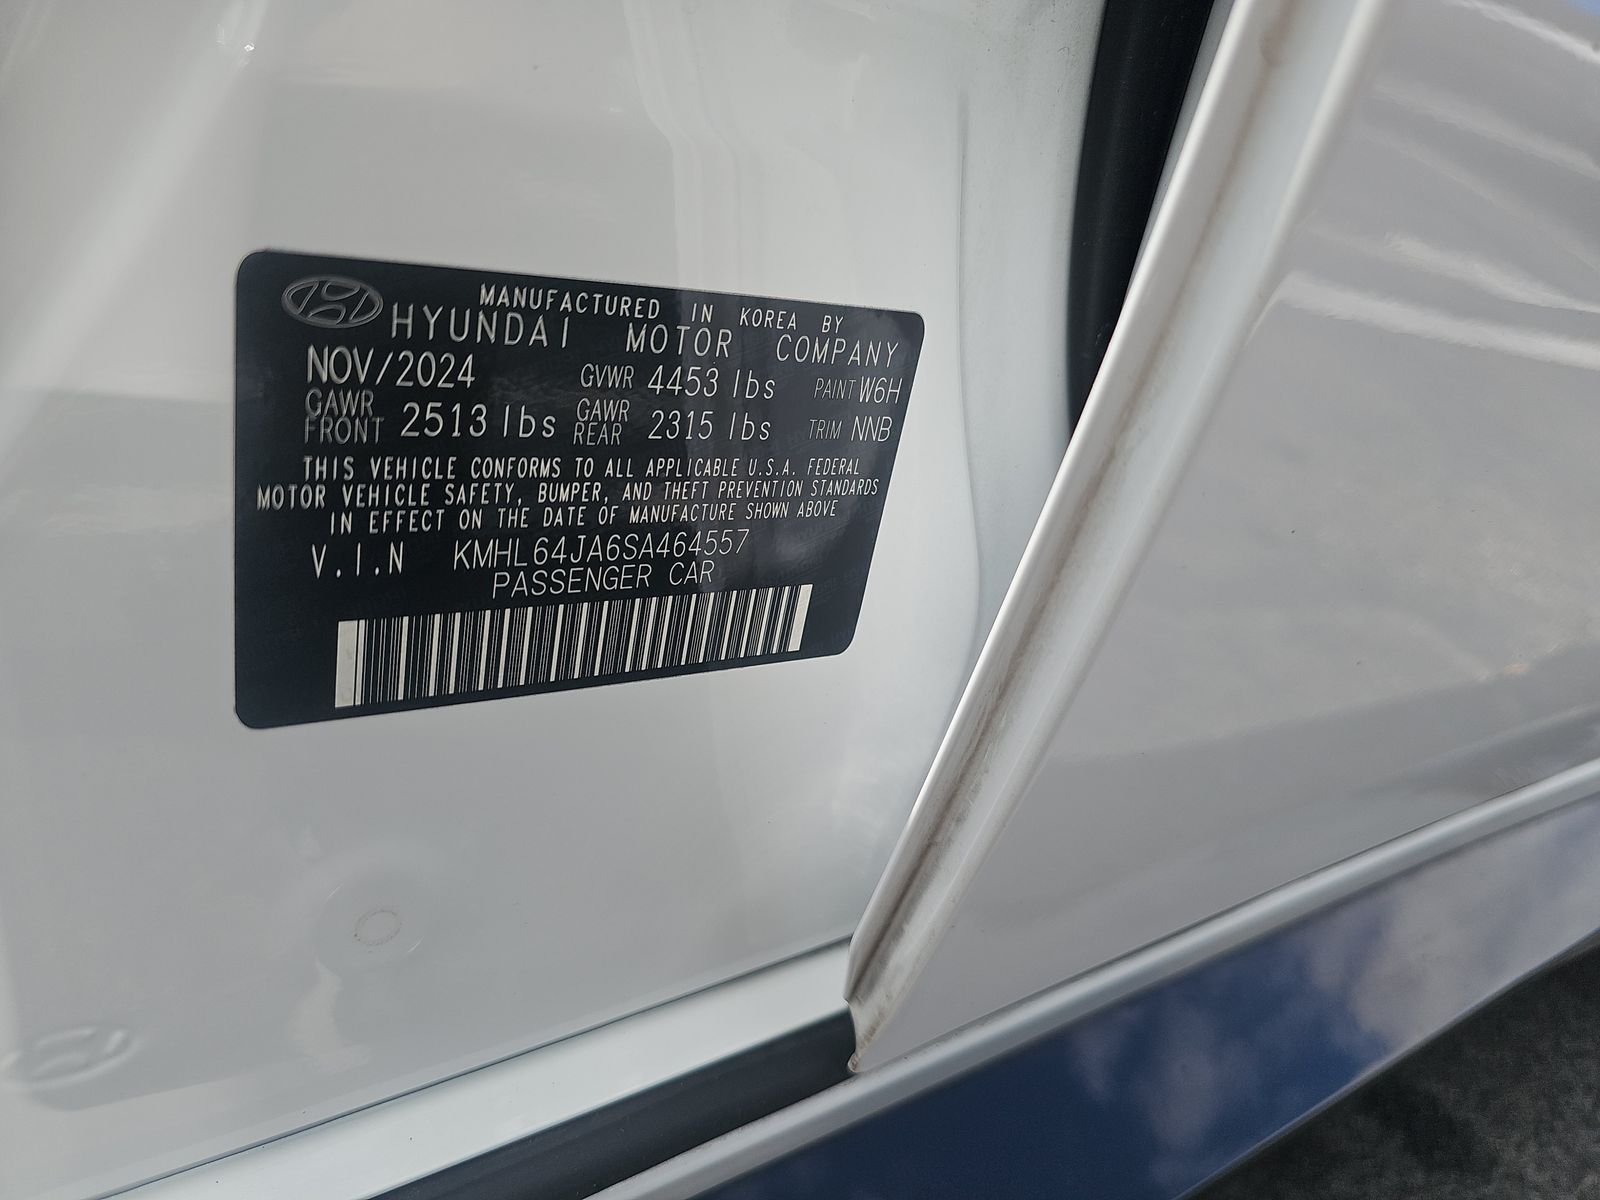 MANUFACTURED IN KOREA BY
HYUNDAI MOTOR COMPANY
NOV/2024 GVWR 4453 lbs PAINT W6H
GAWR FRONT 2513 lbs GAWR REAR 2315 lbs TRIM NNB
THIS VEHICLE CONFORMS TO ALL APPLICABLE U.S.A. FEDERAL
MOTOR VEHICLE SAFETY, BUMPER, AND THEFT PREVENTION STANDARDS
IN EFFECT ON THE DATE OF MANUFACTURE SHOWN ABOVE
V.I.N KMHL64JA6SA464557
PASSENGER CAR